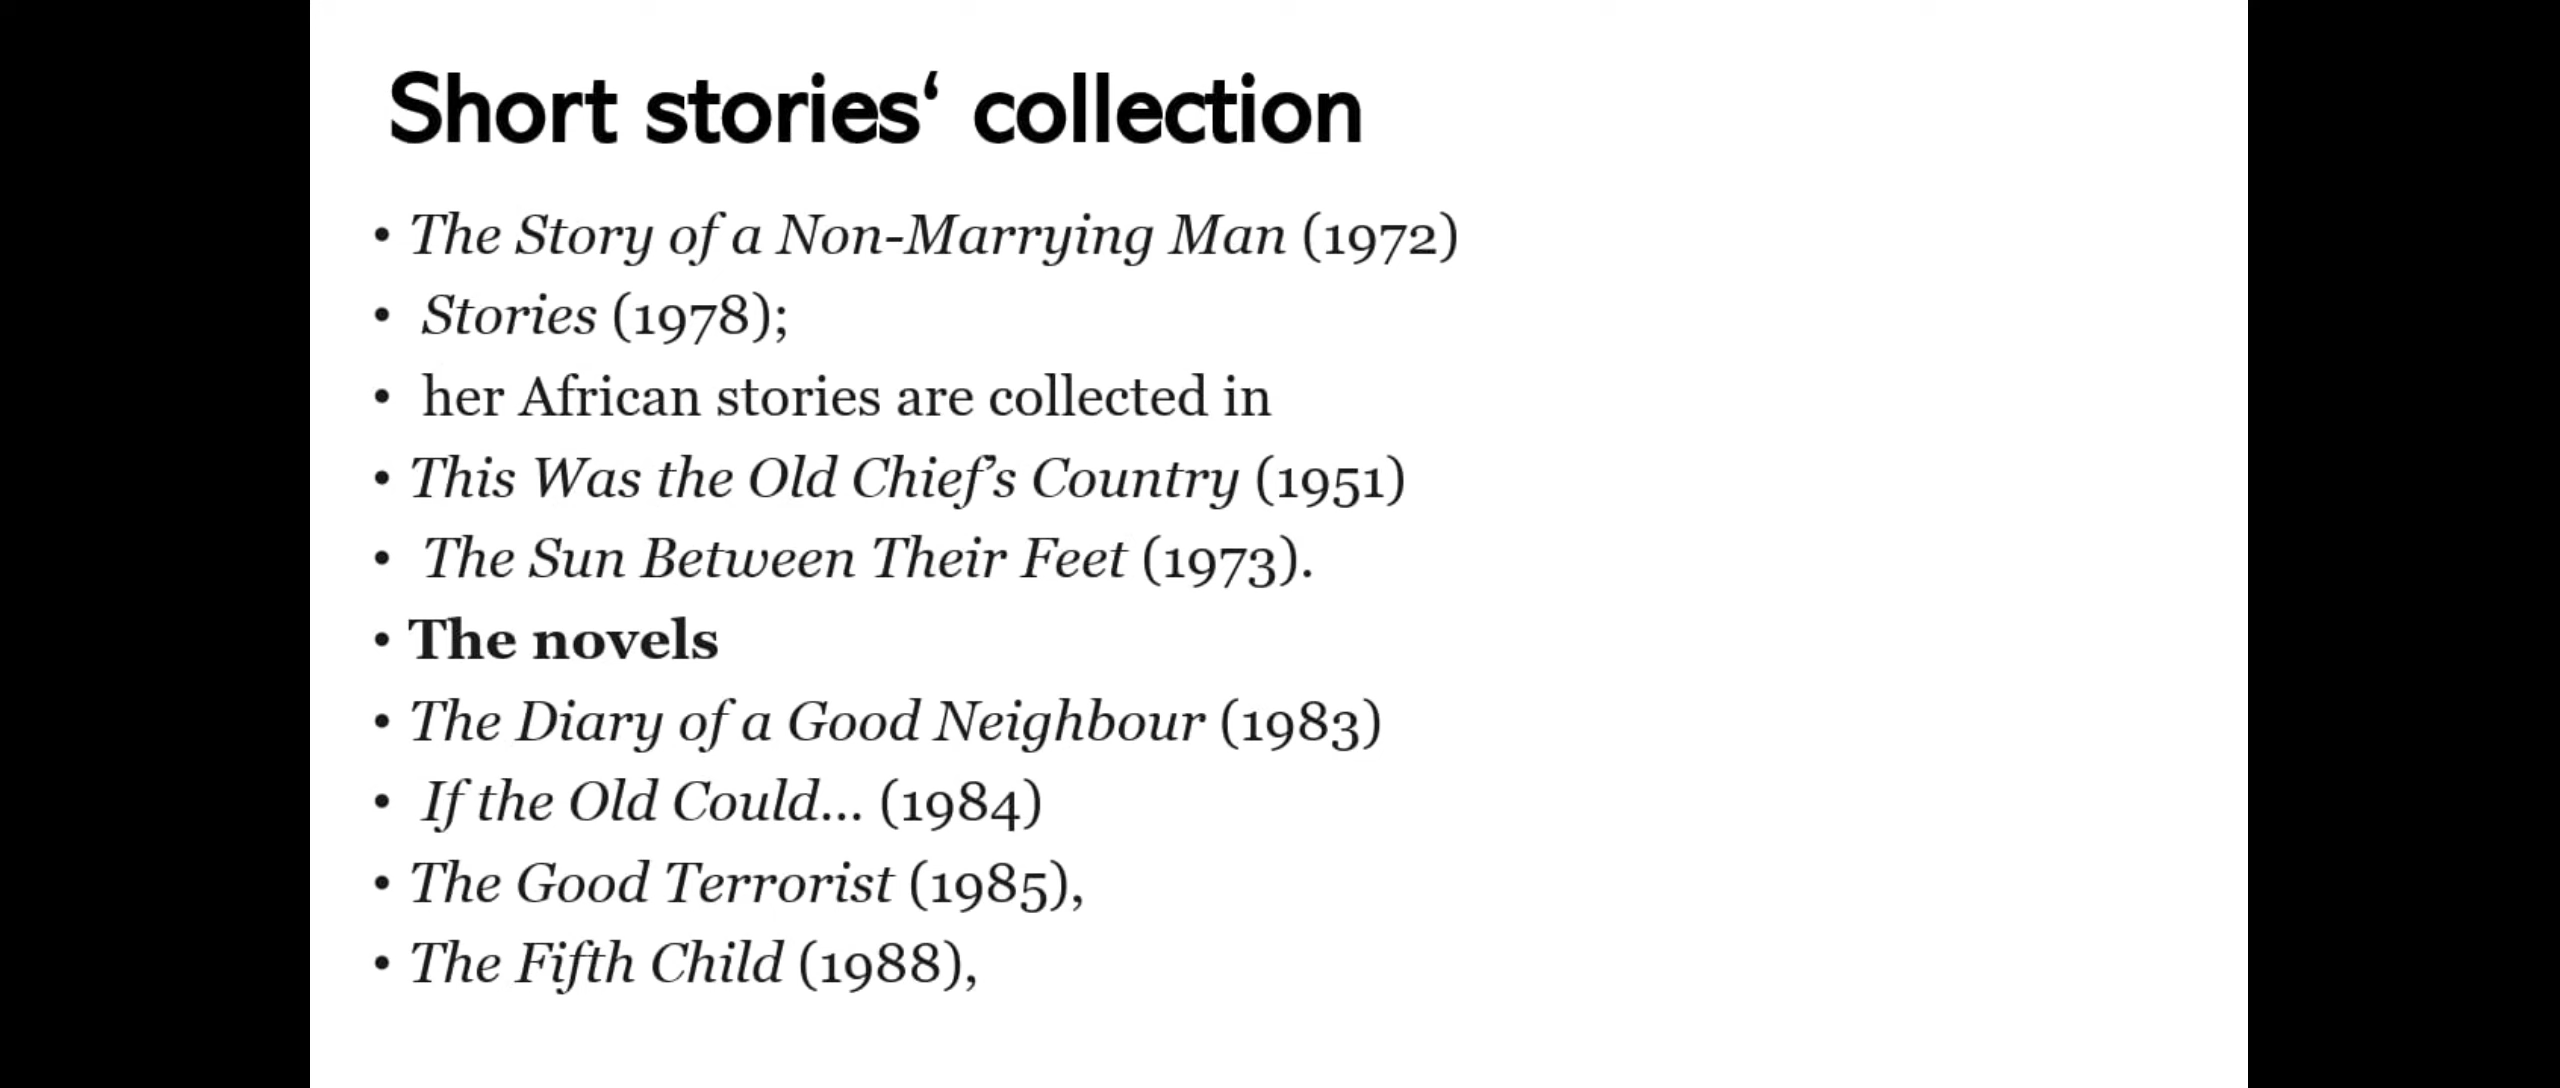 Short stories‘ collection
• The Story of a Non-Marrying Man (1972)
• Stories (1978);
• her African stories are collected in
• This Was the Old Chief’s Country (1951)
• The Sun Between Their Feet (1973).
• The novels
• The Diary of a Good Neighbour (1983)
• If the Old Could... (1984)
• The Good Terrorist (1985),
• The Fifth Child (1988),